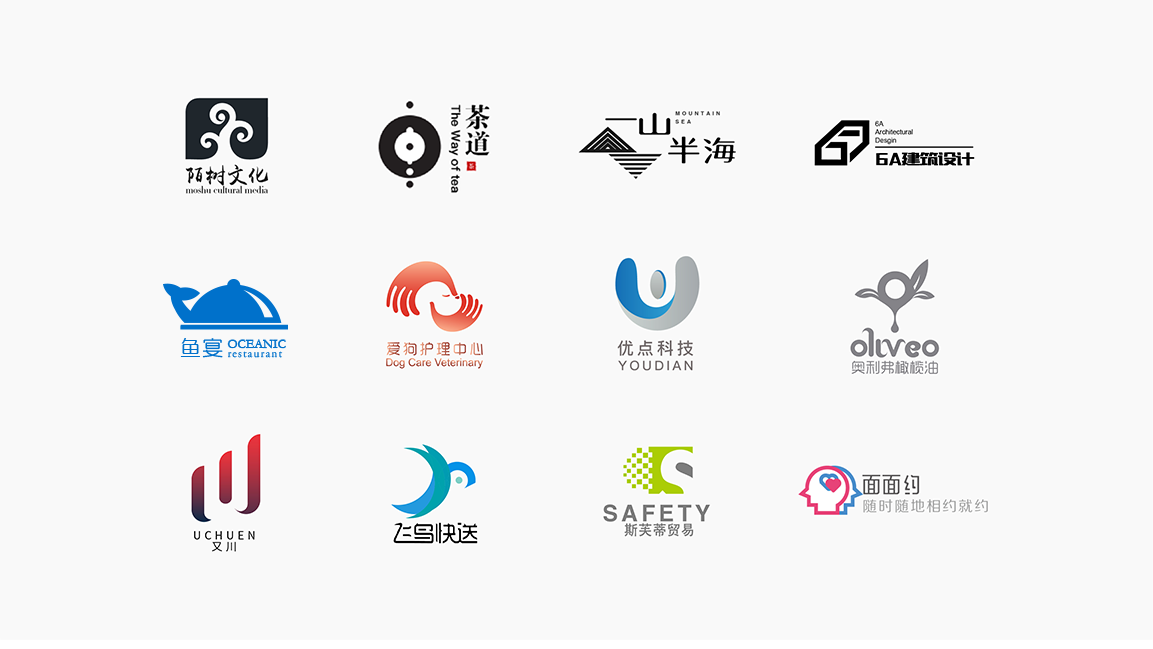 陌树文化
moshu cultural media
茶道
The Way of tea
茶
一山半海
MOUNTAIN
SEA
6A
Architectural
Desgin
6A建筑设计
鱼宴
OCEANIC
restaurant
爱狗护理中心
Dog Care Veterinary
优点科技
YOUDIAN
oliveo
奥利弗橄榄油
UCHUEN
又川
飞鸟快送
SAFETY
斯芙蒂贸易
面面约
随时随地相约就约